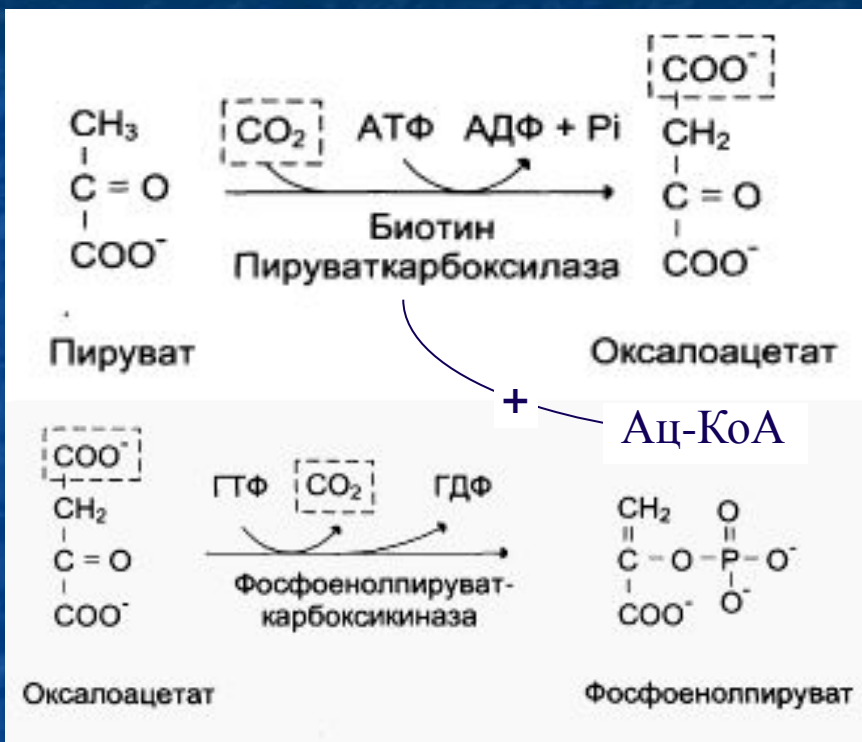 COO⁻
CH₃
CO₂ АТФ АДФ + Pi
CH₂
C = O
C = O
Биотин
COO⁻
Пируваткарбоксилаза
COO⁻
Пируват
Оксалоацетат
+
Ац-КоА
COO⁻
ГТФ CO₂ ГДФ
CH₂
CH₂ O
C = O
C – O – P – O⁻
Фосфоенолпируват-
карбоксикиназа
COO⁻
COO⁻ O⁻
Оксалоацетат
Фосфоенолпируват